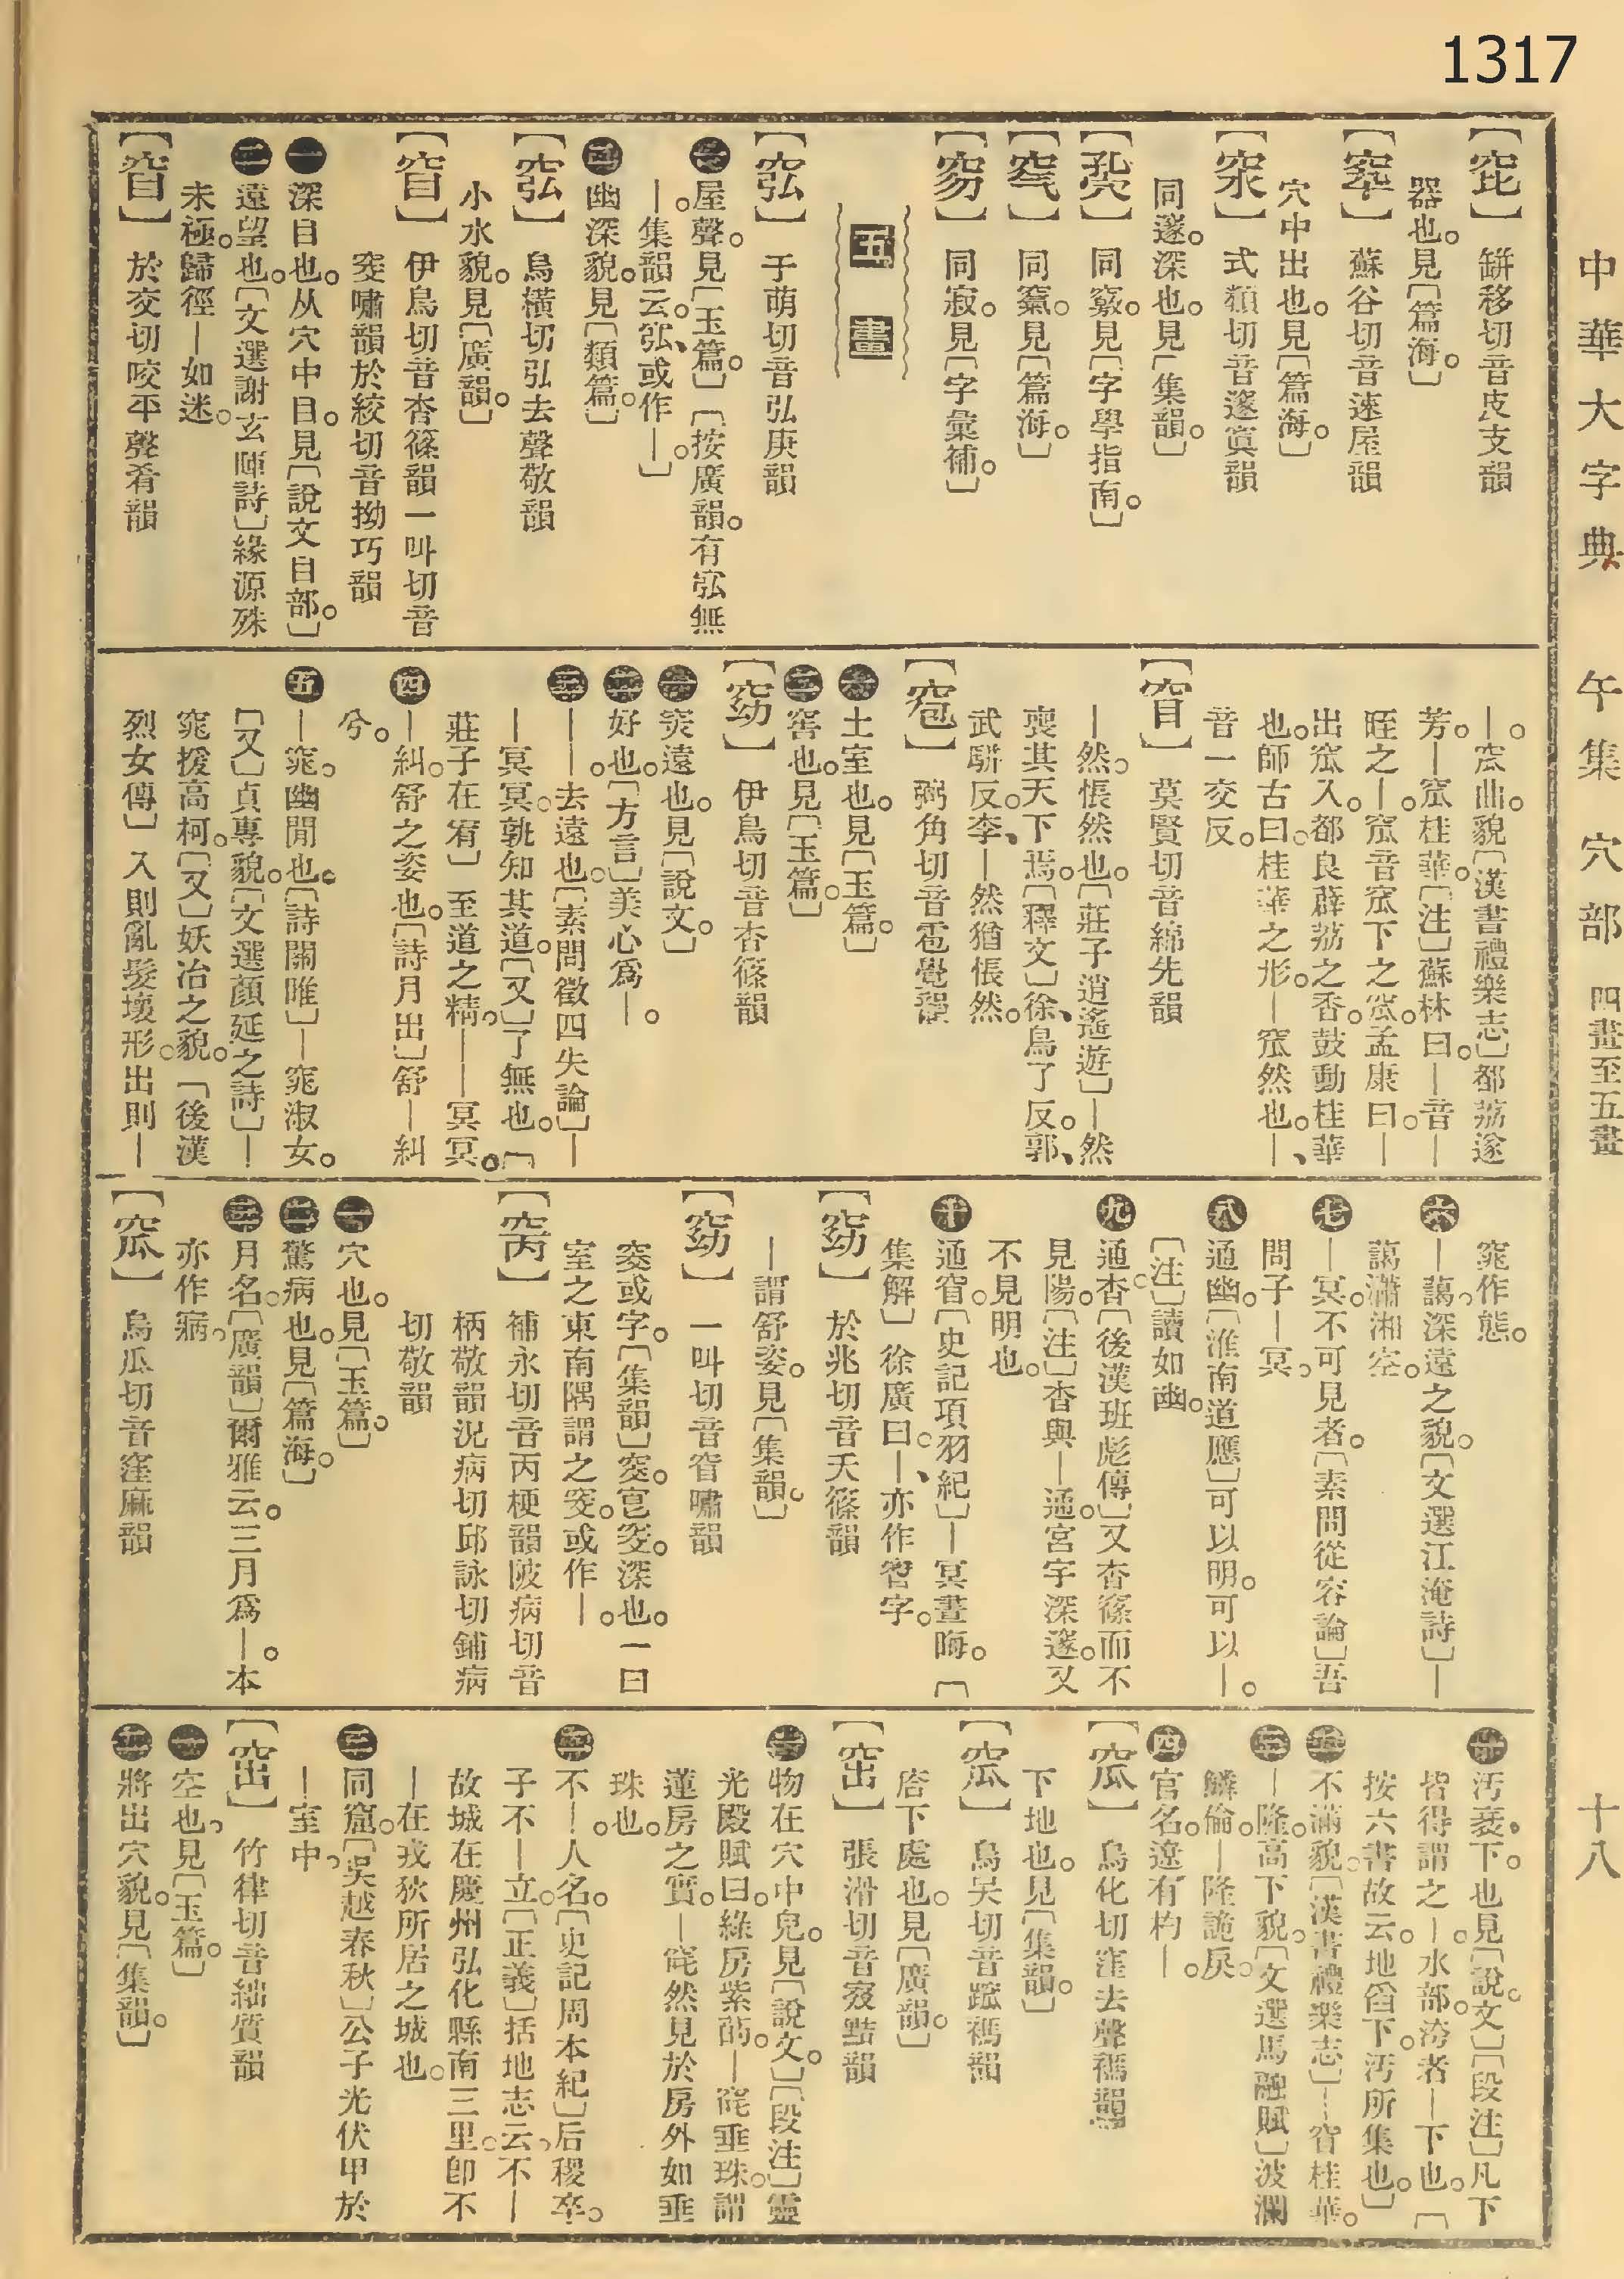 1317
中華大字典 午集 穴部 四畫至五畫 十八
【㝄】缾移切音皮支韻
器也。見〔篇海。〕
【窣】蘇谷切音速屋韻
穴中出也。見〔篇海。〕
式類切音邃寘韻
同邃。深也。見〔集韻。〕
同竅。見〔字學指南。〕
同竊。見〔篇海。〕
同寂。見〔字彙補。〕
五畫
【㝫】于萌切音弘庚韻
㊀屋聲。見〔玉篇。〕〔按廣韻。有宖無
—。集韻云。宖、或作—。〕
㊁幽深貌。見〔類篇。〕
烏橫切弘去聲敬韻
小水貌。見〔廣韻。〕
【窅】伊鳥切音杳篠韻一叫切音
窔嘯韻於絞切音拗巧韻
㊀深目也。从穴中目。見〔說文目部。〕
㊁遠望也。〔文選謝玄暉詩〕緣源殊
未極。歸徑—如迷。
【窅】於交切咬平聲肴韻
—。窊曲。貌〔漢書禮樂志〕都荔遂
芳。—窊桂華。〔注〕蘇林曰。—音—
眰之—。窊音窊下之窊。孟康曰。—
出窊入。都良薜荔之香。鼓動桂華
也。師古曰。桂華之形。—窊然也。—、
音一交反。
【窅】莫賢切音綿先韻
—然。悵然也。〔莊子逍遙遊〕—然
喪其天下焉。〔釋文〕徐、烏了反。郭、
武駢反。李、—然猶悵然。
【窇】弼角切音雹覺韻
㊀土室也。見〔玉篇。〕
㊁窖也。見〔玉篇。〕
【窈】伊鳥切音杳篠韻
㊀窔遠也。見〔說文。〕
㊁好也。〔方言〕美心爲—。
㊂——。去遠也。〔素問徵四失論〕—
—冥冥。孰知其道。〔又〕了無也。〔
莊子在宥〕至道之精。——冥冥。
㊃—糾。舒之姿也。〔詩月出〕舒—糾
兮。
㊄—窕。幽閒也。〔詩關雎〕—窕淑女。
〔又〕貞專貌。〔文選顏延之詩〕—
窕援高柯。〔又〕妖冶之貌。〔後漢
烈女傳〕入則亂髮壞形。出則—
窕作態。
㊅—藹。深遠之貌。〔文選江淹詩〕—
藹瀟湘空。
㊆—冥。不可見者。〔素問從容論〕吾
問子—冥。
㊇通幽。〔淮南道應〕可以明。可以—。
〔注〕讀如幽。
㊈通杳。〔後漢班彪傳〕又杳篠而不
見陽。〔注〕杳與—通。宮宇深邃。又
不見明也。
㊉通窅。〔史記項羽紀〕—冥晝晦。〔
集解〕徐廣曰。—、亦作窅字。
【窈】於兆切音夭篠韻
—謂舒姿。見〔集韻。〕
【窈】一叫切音窅嘯韻
窔或字。〔集韻〕窔。窅窔。深也。一曰
室之東南隅謂之窔。或作—。
【窉】補永切音丙梗韻陂病切音
柄敬韻況病切邱詠切鋪病
切敬韻
㊀穴也。見〔玉篇。〕
㊁驚病也。見〔篇海。〕
㊂月名。〔廣韻〕爾雅云。三月爲—。本
亦作寎。
【窊】烏瓜切音窪麻韻
㊀汚衺。下也。見〔說文〕〔段注〕凡下
皆得謂之—。水部。洿者—下也。〔
按六書故云。地臽下。汚所集也。〕
㊁不滿貌。〔漢書禮樂志〕—窅桂華。
㊂—隆。高下貌。〔文選馬融賦〕波瀾
鱗倫。—隆詭戾。
㊃官名。遼有杓—。
【窊】烏化切窪去聲禡韻
下地也。見〔集韻。〕
【窊】烏吴切音 禡韻
㝓下處也。見〔廣韻。〕
【窋】張滑切音窡黠韻
㊀物在穴中皃。見〔說文。〕〔段注〕靈
光殿賦曰。綠房紫菂。—窀垂珠。謂
蓮房之實。—窀然見於房外如垂
珠也。
㊁不—。人名。〔史記周本紀〕后稷卒。
子不—立。〔正義〕括地志云。不—
故城在慶州弘化縣南三里。卽不
—在戎狄所居之城也。
㊂同窟。〔吳越春秋〕公子光伏甲於
—室中。
【窋】竹律切音絀質韻
㊀空也。見〔玉篇。〕
㊁將出穴貌。見〔集韻。〕